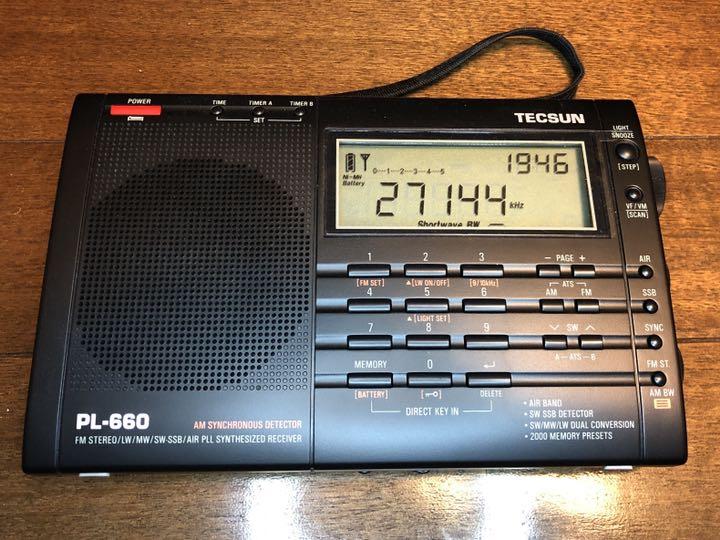 POWER
TIME TIMER A TIMER B
SET
TECSUN
LIGHT
SNOOZE
[STEP]
VF/VM
[SCAN]
0--1--2--3--4--5
1946
Ni-MH
Battery
27144 kHz
Shortwave BW
1 2 3 - PAGE + AIR
[FM SET] ▲[LW ON/OFF] [9/10kHz] ATS
4 5 6 AM FM SSB
▲[LIGHT SET]
7 8 9 SW SYNC
A-ATS-B
MEMORY 0 ↵ FM ST.
[BATTERY] DELETE AM BW
DIRECT KEY IN
• AIR BAND
• SW SSB DETECTOR
• SW/MW/LW DUAL CONVERSION
• 2000 MEMORY PRESETS
PL-660 AM SYNCHRONOUS DETECTOR
FM STEREO/LW/MW/SW-SSB/AIR PLL SYNTHESIZED RECEIVER